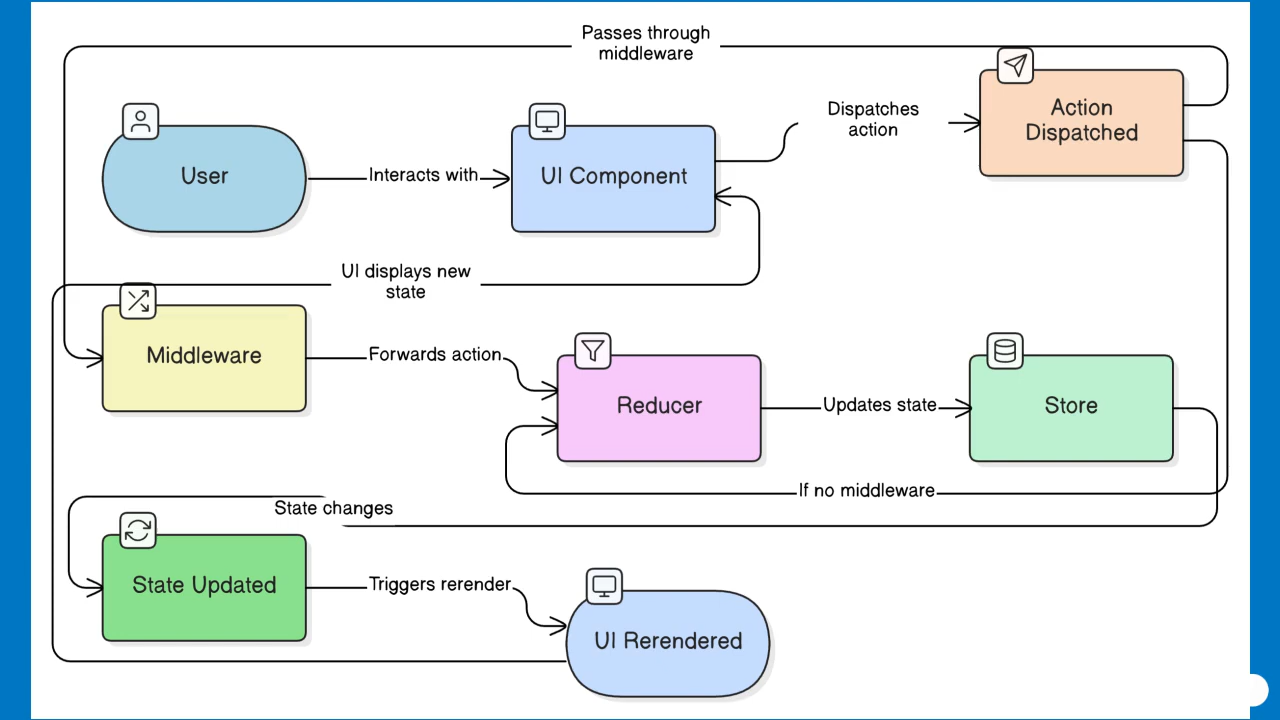 Passes through
middleware
Dispatches
action
Action
Dispatched
User
Interacts with
UI Component
UI displays new
state
Middleware
Forwards action
Reducer
Updates state
Store
If no middleware
State changes
State Updated
Triggers rerender
UI Rerendered